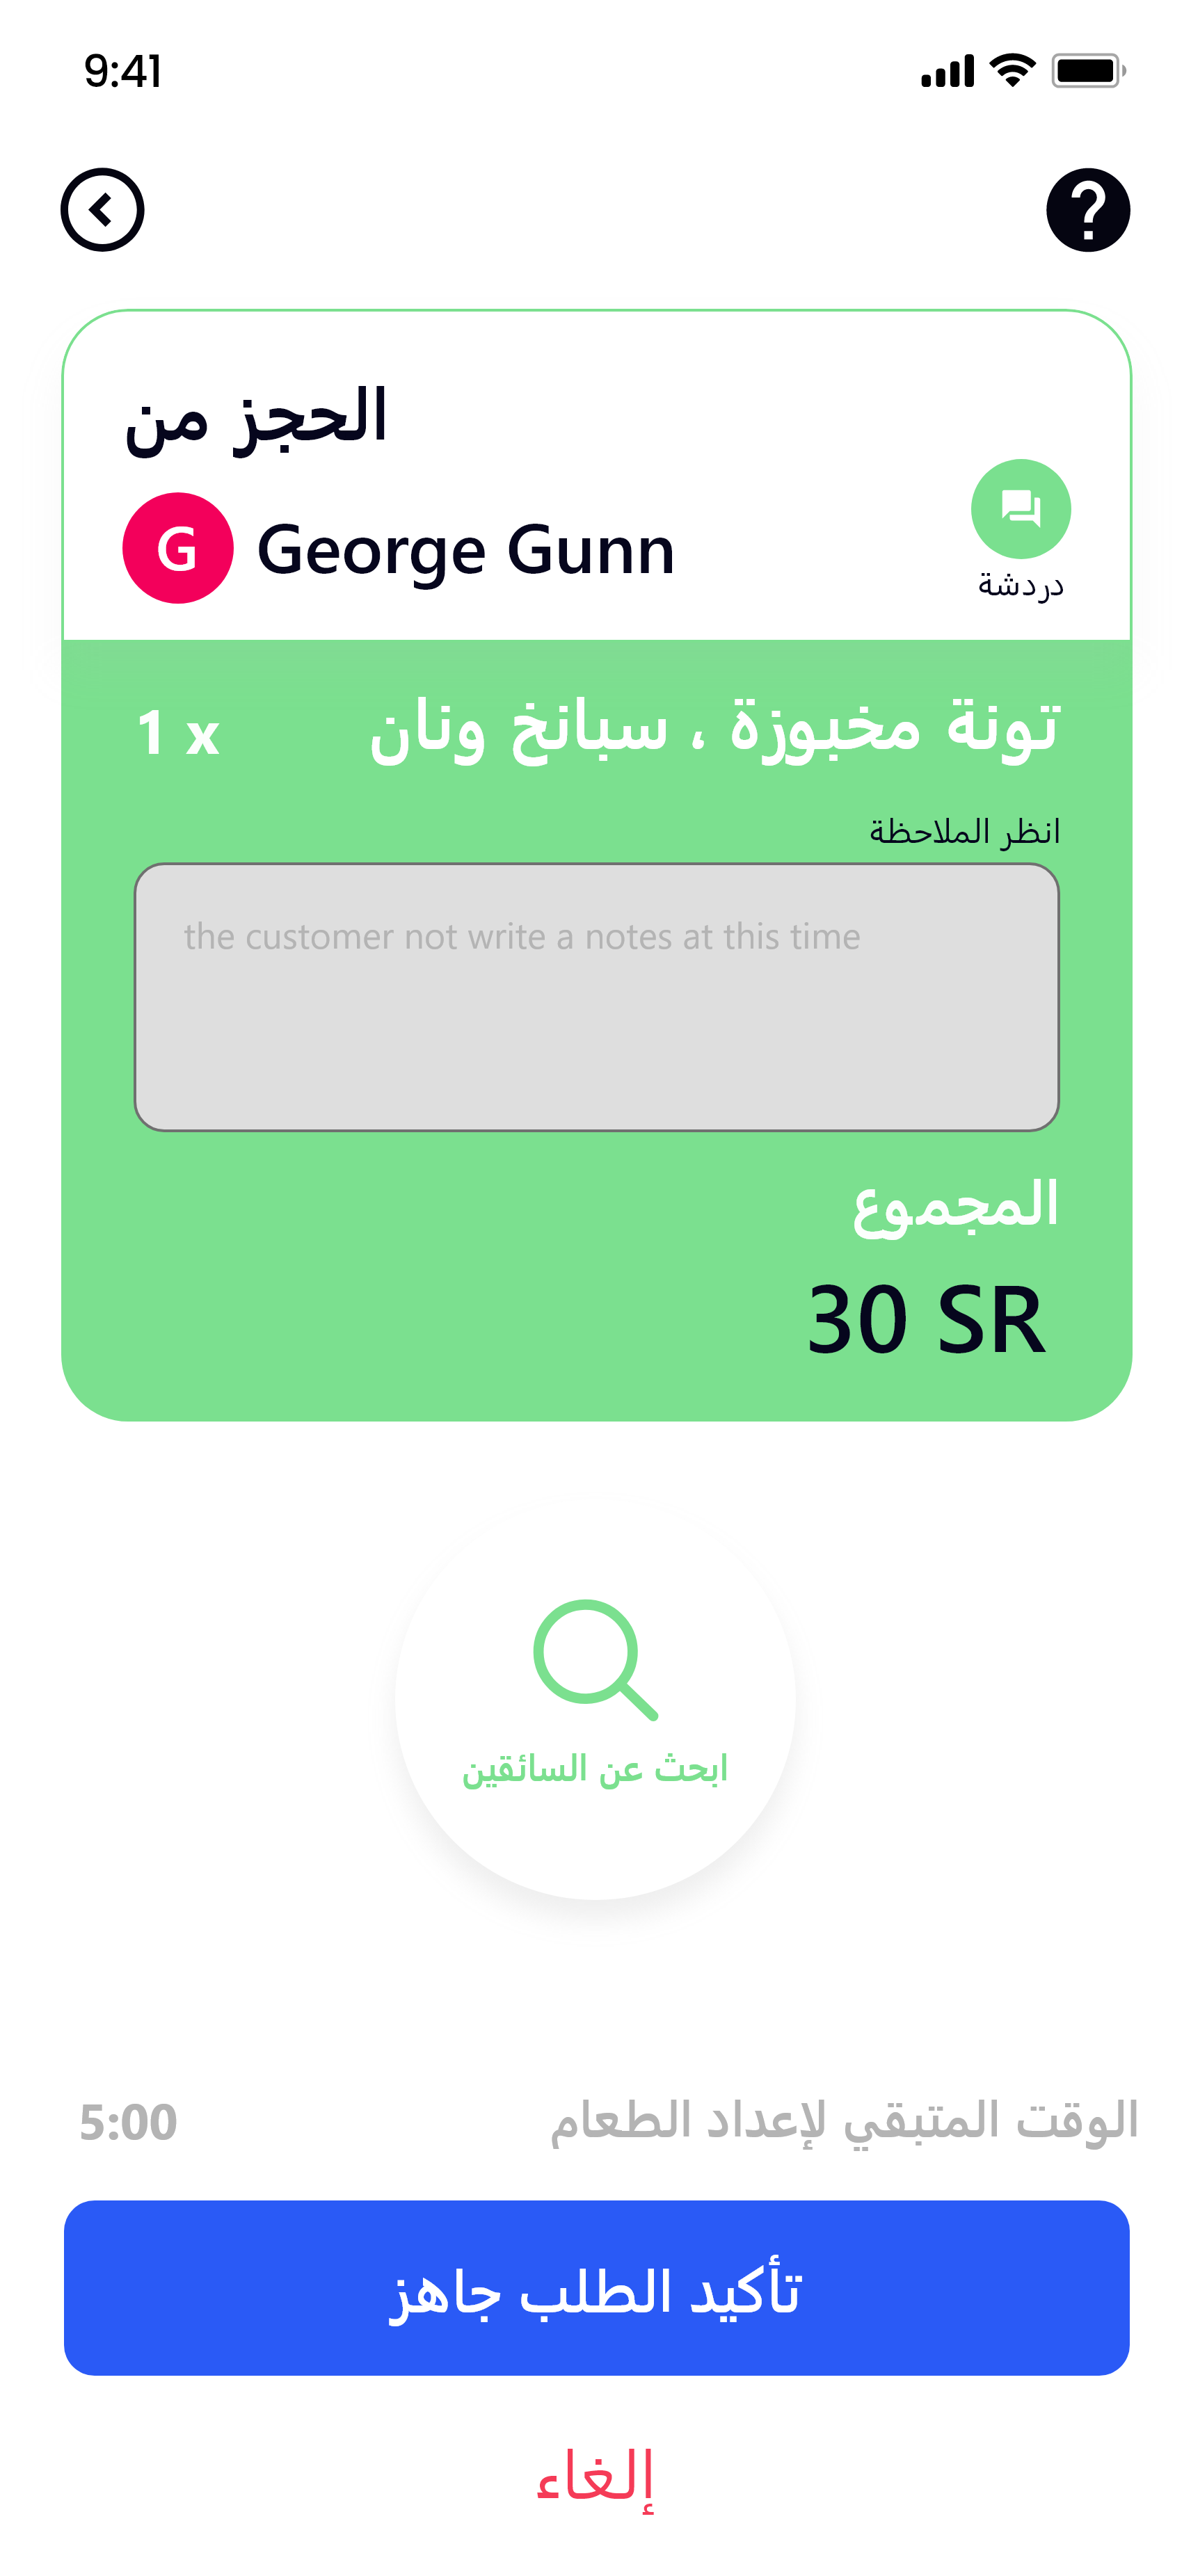 9:41
الحجز من
G George Gunn
دردشة
تونة مخبوزة ، سبانخ ونان
1 x
انظر الملاحظة
the customer not write a notes at this time
المجموع
30 SR
ابحث عن السائقين
الوقت المتبقي لإعداد الطعام
5:00
تأكيد الطلب جاهز
إلغاء